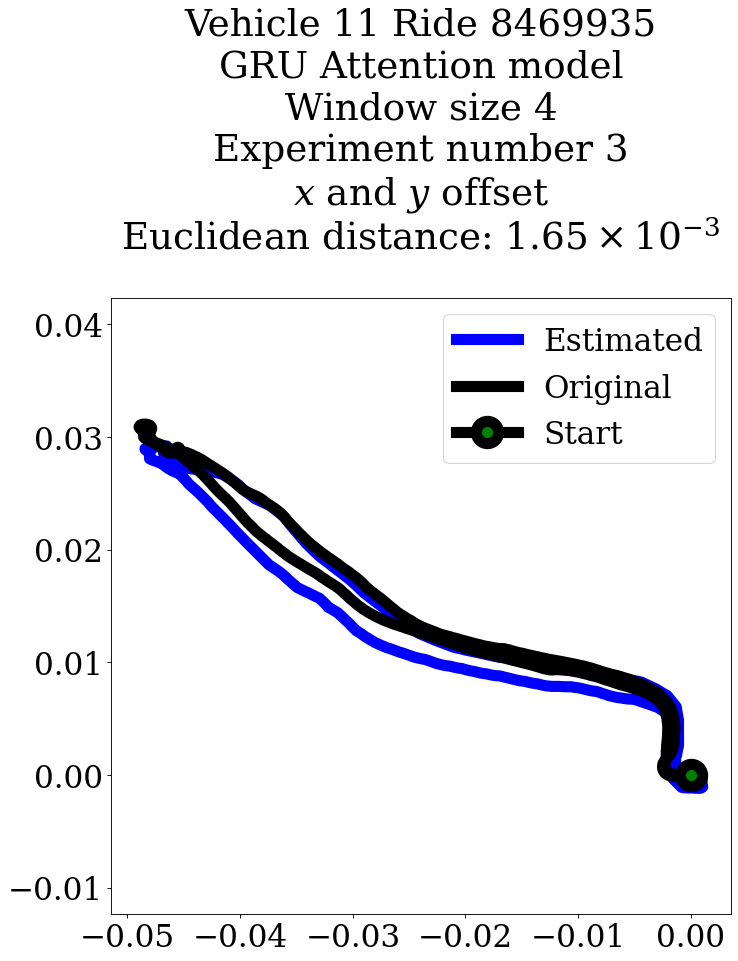 Vehicle 11 Ride 8469935
GRU Attention model
Window size 4
Experiment number 3
x and y offset
Euclidean distance: 1.65 × 10⁻³
Estimated
Original
Start
0.04
0.03
0.02
0.01
0.00
−0.01
−0.05 −0.04 −0.03 −0.02 −0.01 0.00